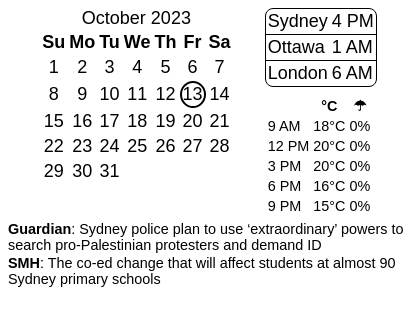 October 2023
Su Mo Tu We Th Fr Sa
1 2 3 4 5 6 7
8 9 10 11 12 13 14
15 16 17 18 19 20 21
22 23 24 25 26 27 28
29 30 31
Sydney 4 PM
Ottawa 1 AM
London 6 AM
°C ☂
9 AM 18°C 0%
12 PM 20°C 0%
3 PM 20°C 0%
6 PM 16°C 0%
9 PM 15°C 0%
Guardian: Sydney police plan to use ‘extraordinary’ powers to
search pro-Palestinian protesters and demand ID
SMH: The co-ed change that will affect students at almost 90
Sydney primary schools